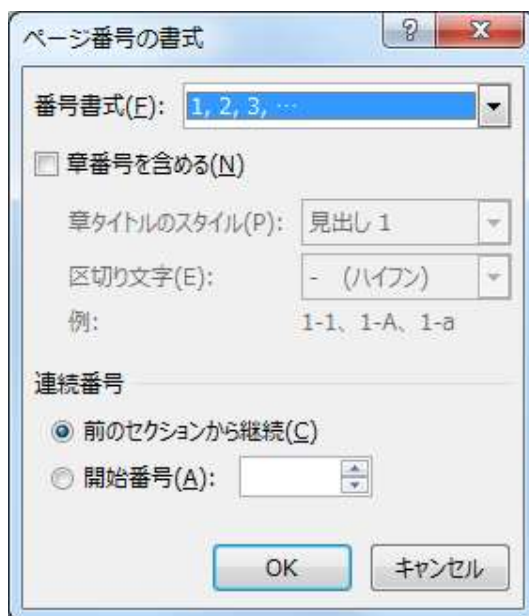 ページ番号の書式
番号書式(F): 1, 2, 3, …
章番号を含める(N)
章タイトルのスタイル(P): 見出し 1
区切り文字(E): - (ハイフン)
例: 1-1、1-A、1-a
連続番号
前のセクションから継続(C)
開始番号(A):
OK キャンセル